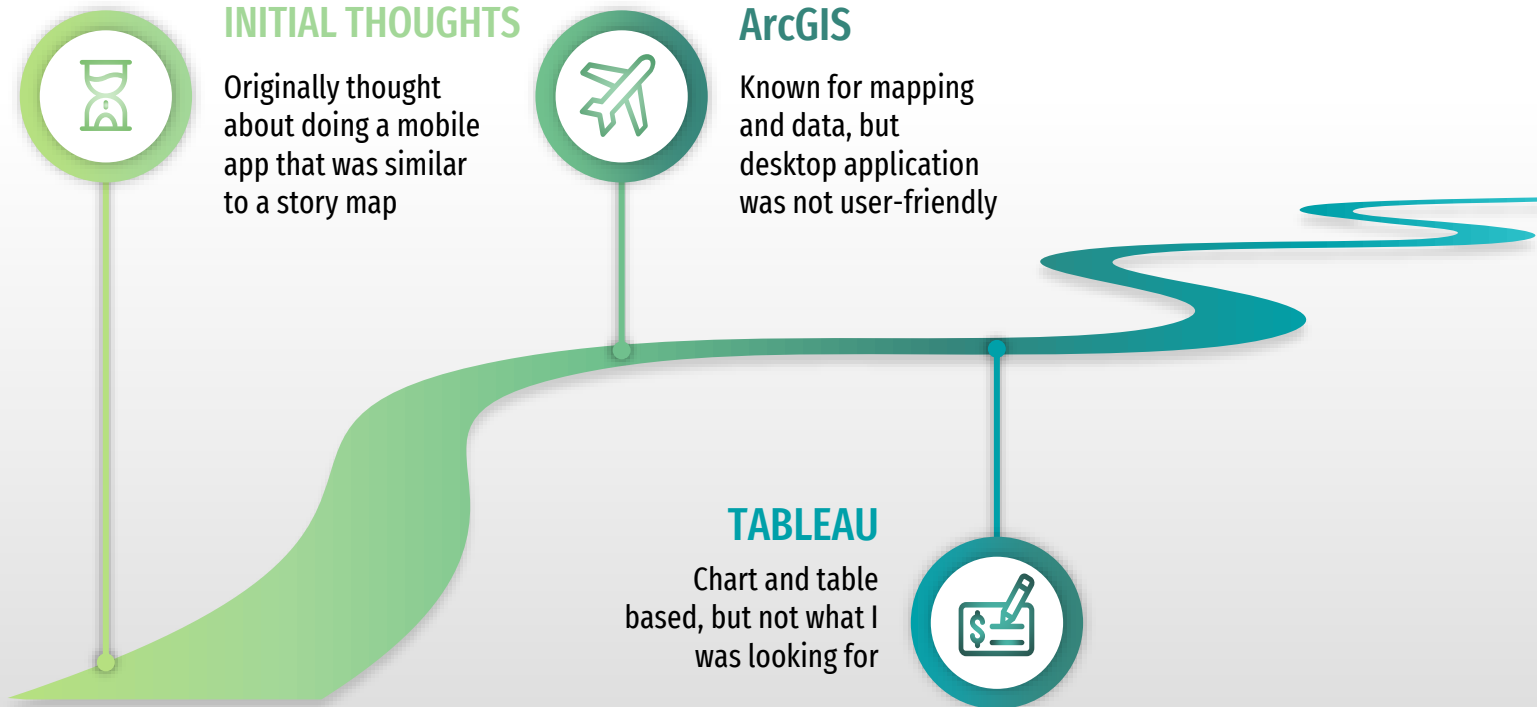 INITIAL THOUGHTS
Originally thought
about doing a mobile
app that was similar
to a story map
ArcGIS
Known for mapping
and data, but
desktop application
was not user-friendly
TABLEAU
Chart and table
based, but not what I
was looking for
$